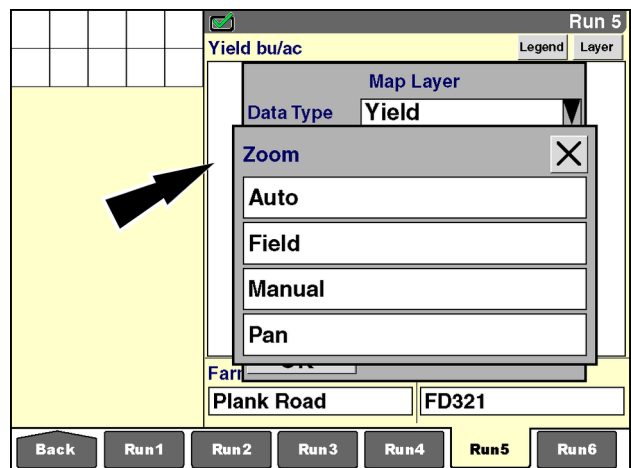 Run 5
Yield bu/ac Legend Layer
Map Layer
Data Type Yield
Zoom
Auto
Field
Manual
Pan
Plank Road FD321
Back Run1 Run2 Run3 Run4 Run5 Run6